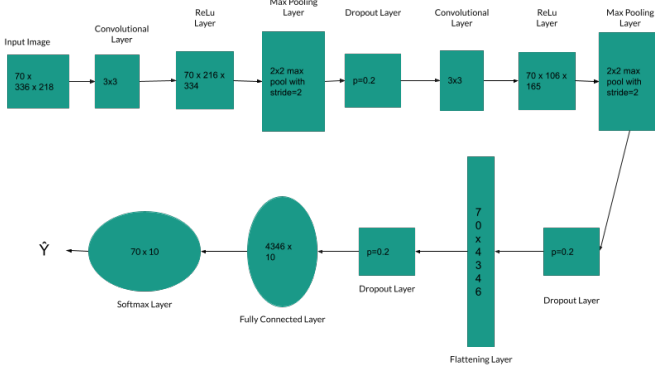 Input Image
70 x
336 x 218
Convolutional
Layer
3x3
ReLu
Layer
70 x 216 x
334
Max Pooling
Layer
2x2 max
pool with
stride=2
Dropout Layer
p=0.2
Convolutional
Layer
3x3
ReLu
Layer
70 x 106 x
165
Max Pooling
Layer
2x2 max
pool with
stride=2
p=0.2
Dropout Layer
7
0
x
4
3
4
6
Flattening Layer
p=0.2
Dropout Layer
4346 x
10
Fully Connected Layer
70 x 10
Softmax Layer
Ŷ